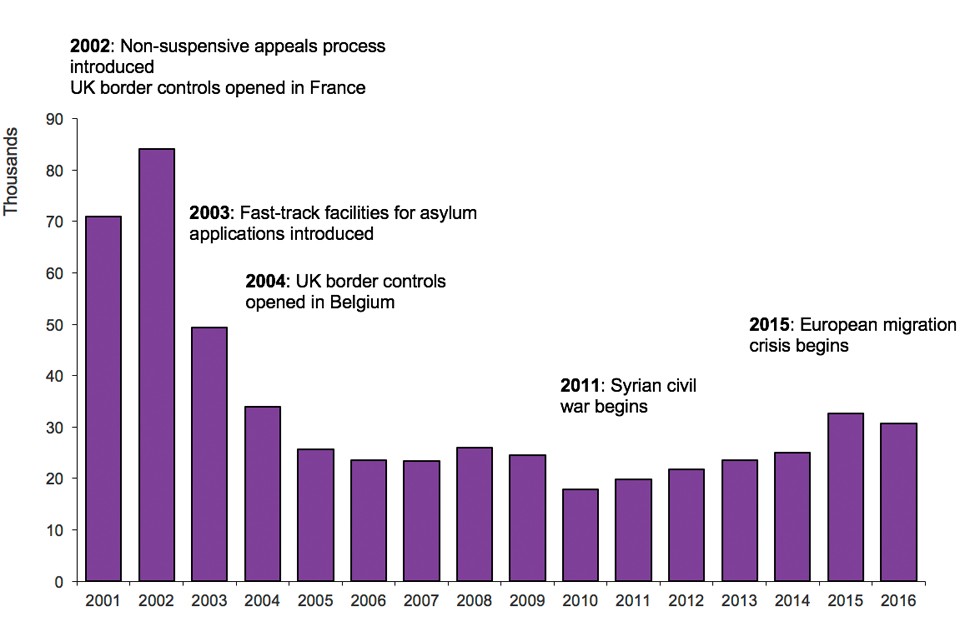 2002: Non-suspensive appeals process
introduced
UK border controls opened in France
Thousands
90
80
70
60
50
40
30
20
10
0
2003: Fast-track facilities for asylum
applications introduced
2004: UK border controls
opened in Belgium
2011: Syrian civil
war begins
2015: European migration
crisis begins
2001 2002 2003 2004 2005 2006 2007 2008 2009 2010 2011 2012 2013 2014 2015 2016